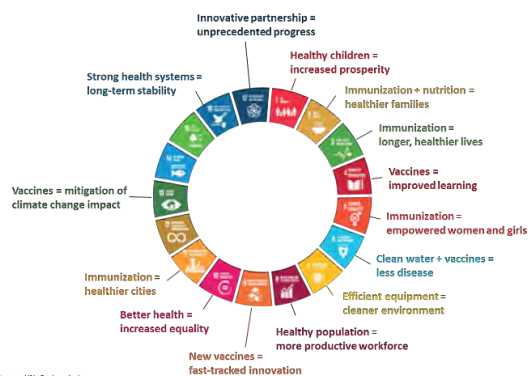 Innovative partnership =
unprecedented progress
Healthy children =
increased prosperity
Immunization + nutrition =
healthier families
Immunization =
longer, healthier lives
Vaccines =
improved learning
Immunization =
empowered women and girls
Clean water + vaccines =
less disease
Efficient equipment =
cleaner environment
Healthy population =
more productive workforce
New vaccines =
fast-tracked innovation
Better health =
increased equality
Immunization =
healthier cities
Vaccines = mitigation of
climate change impact
Strong health systems =
long-term stability